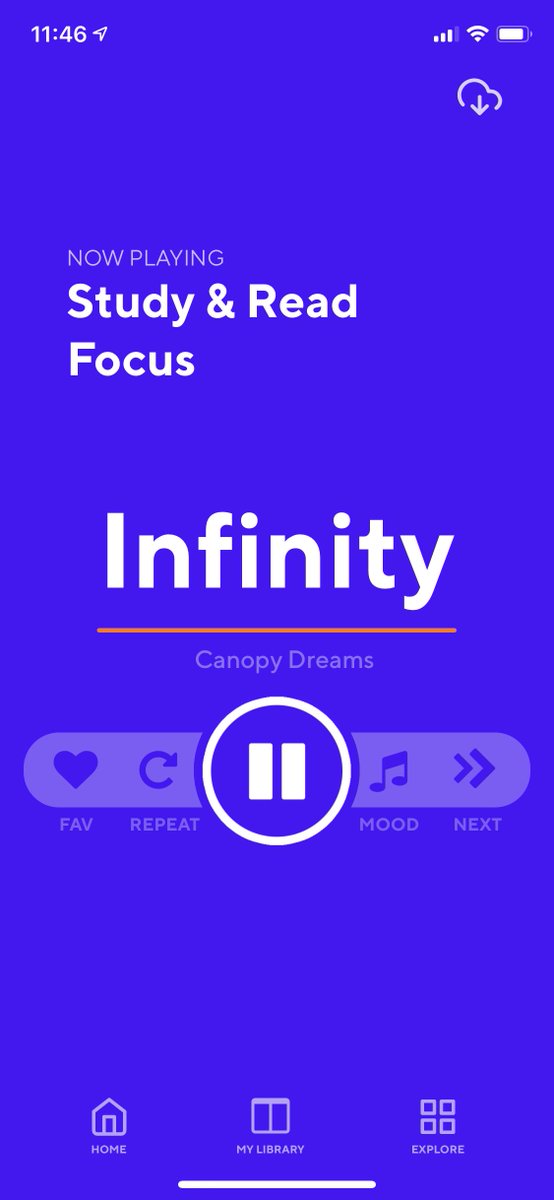 11:46
NOW PLAYING
Study & Read
Focus
Infinity
Canopy Dreams
FAV REPEAT MOOD NEXT
HOME MY LIBRARY EXPLORE